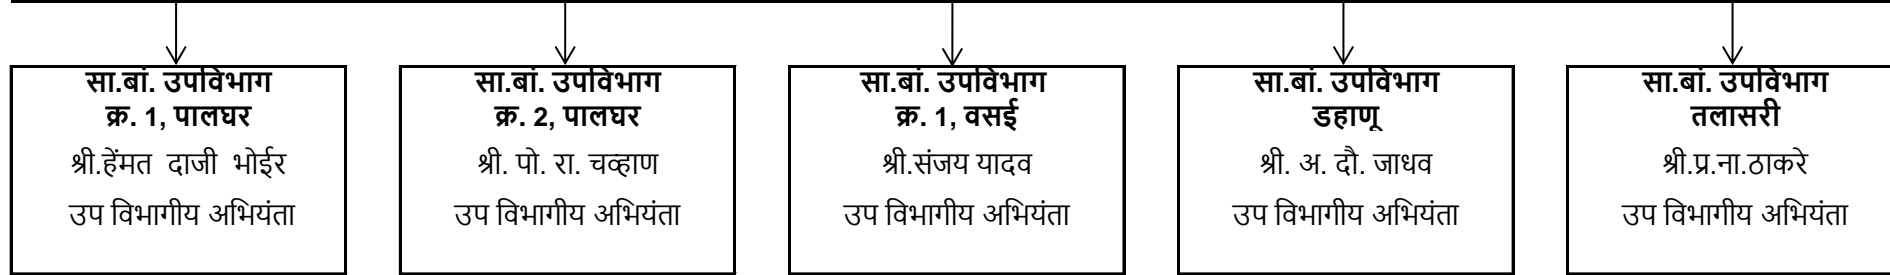 सा.बां. उपविभाग
क्र. 1, पालघर
श्री.हेंमत दाजी भोईर
उप विभागीय अभियंता
सा.बां. उपविभाग
क्र. 2, पालघर
श्री. पो. रा. चव्हाण
उप विभागीय अभियंता
सा.बां. उपविभाग
क्र. 1, वसई
श्री.संजय यादव
उप विभागीय अभियंता
सा.बां. उपविभाग
डहाणू
श्री. अ. दौ. जाधव
उप विभागीय अभियंता
सा.बां. उपविभाग
तलासरी
श्री.प्र.ना.ठाकरे
उप विभागीय अभियंता